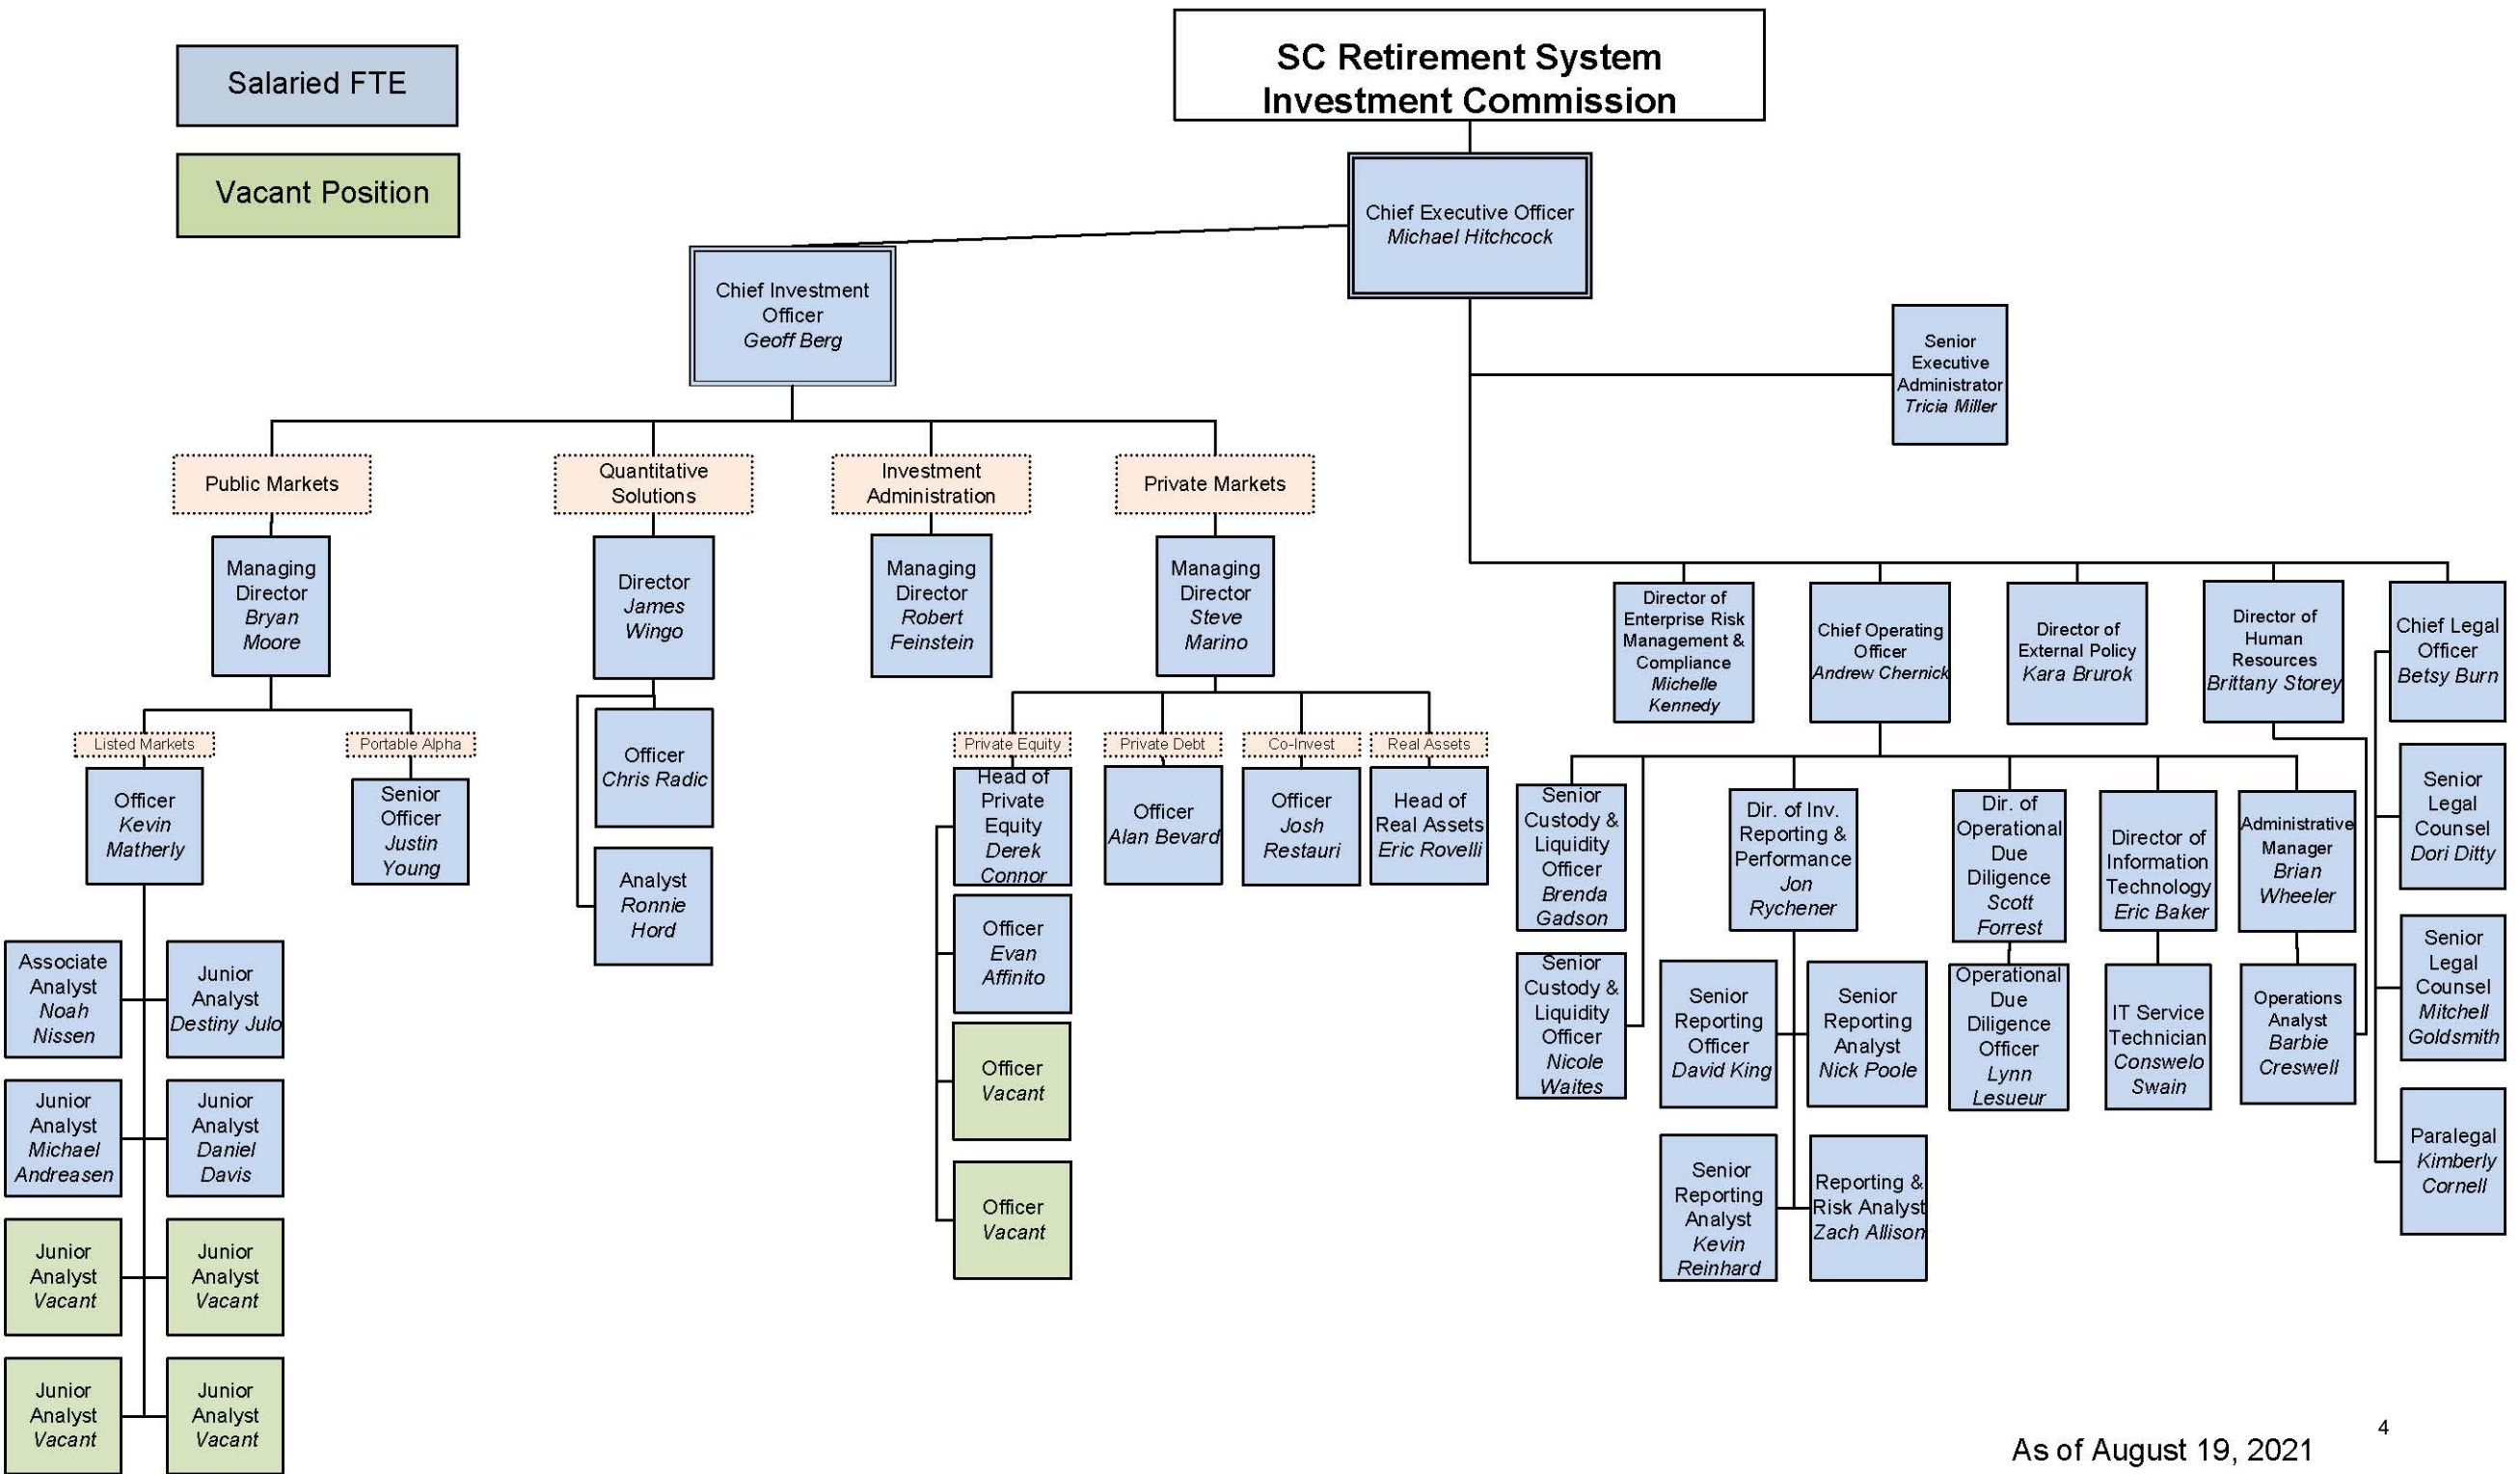 Salaried FTE
Vacant Position
SC Retirement System
Investment Commission
Chief Executive Officer
Michael Hitchcock
Chief Investment
Officer
Geoff Berg
Senior
Executive
Administrator
Tricia Miller
Public Markets
Quantitative
Solutions
Investment
Administration
Private Markets
Managing
Director
Bryan
Moore
Director
James
Wingo
Managing
Director
Robert
Feinstein
Managing
Director
Steve
Marino
Director of
Enterprise Risk
Management &
Compliance
Michelle
Kennedy
Chief Operating
Officer
Andrew Chernick
Director of
External Policy
Kara Brurok
Director of
Human
Resources
Brittany Storey
Chief Legal
Officer
Betsy Burn
Listed Markets
Portable Alpha
Officer
Kevin
Matherly
Senior
Officer
Justin
Young
Officer
Chris Radic
Analyst
Ronnie
Hord
Private Equity
Private Debt
Co-Invest
Real Assets
Head of
Private
Equity
Derek
Connor
Officer
Alan Bevard
Officer
Josh
Restauri
Head of
Real Assets
Eric Rovelli
Officer
Evan
Affinito
Officer
Vacant
Officer
Vacant
Senior
Custody &
Liquidity
Officer
Brenda
Gadson
Dir. of Inv.
Reporting &
Performance
Jon
Rychener
Dir. of
Operational
Due
Diligence
Scott
Forrest
Director of
Information
Technology
Eric Baker
Administrative
Manager
Brian
Wheeler
Senior
Legal
Counsel
Dori Ditty
Senior
Custody &
Liquidity
Officer
Nicole
Waites
Senior
Reporting
Officer
David King
Senior
Reporting
Analyst
Nick Poole
Operational
Due
Diligence
Officer
Lynn
Lesueur
IT Service
Technician
Conswelo
Swain
Operations
Analyst
Barbie
Creswell
Senior
Legal
Counsel
Mitchell
Goldsmith
Senior
Reporting
Analyst
Kevin
Reinhard
Reporting &
Risk Analyst
Zach Allison
Paralegal
Kimberly
Cornell
Associate
Analyst
Noah
Nissen
Junior
Analyst
Destiny Julo
Junior
Analyst
Michael
Andreasen
Junior
Analyst
Daniel
Davis
Junior
Analyst
Vacant
Junior
Analyst
Vacant
Junior
Analyst
Vacant
Junior
Analyst
Vacant
4
As of August 19, 2021